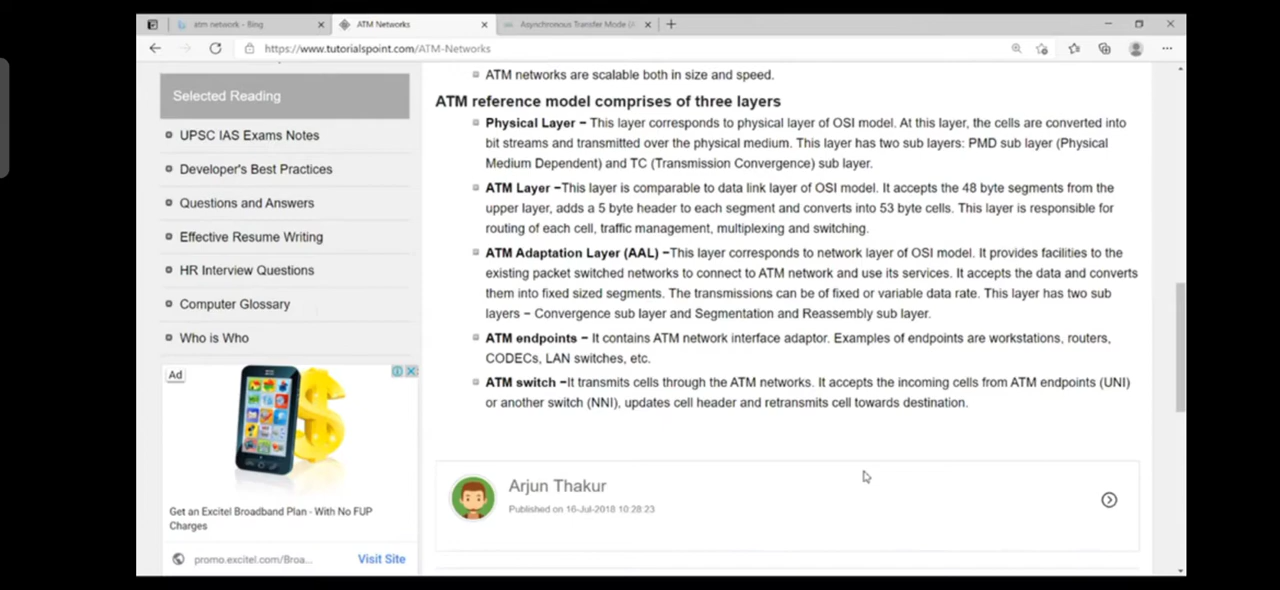 atm network - Bing
ATM Networks
Asynchronous Transfer Mode (
https://www.tutorialspoint.com/ATM-Networks
Selected Reading
UPSC IAS Exams Notes
Developer's Best Practices
Questions and Answers
Effective Resume Writing
HR Interview Questions
Computer Glossary
Who is Who
Ad
Get an Excitel Broadband Plan - With No FUP
Charges
promo.excitel.com/Broa...
Visit Site
ATM networks are scalable both in size and speed.
ATM reference model comprises of three layers
Physical Layer – This layer corresponds to physical layer of OSI model. At this layer, the cells are converted into
bit streams and transmitted over the physical medium. This layer has two sub layers: PMD sub layer (Physical
Medium Dependent) and TC (Transmission Convergence) sub layer.
ATM Layer –This layer is comparable to data link layer of OSI model. It accepts the 48 byte segments from the
upper layer, adds a 5 byte header to each segment and converts into 53 byte cells. This layer is responsible for
routing of each cell, traffic management, multiplexing and switching.
ATM Adaptation Layer (AAL) –This layer corresponds to network layer of OSI model. It provides facilities to the
existing packet switched networks to connect to ATM network and use its services. It accepts the data and converts
them into fixed sized segments. The transmissions can be of fixed or variable data rate. This layer has two sub
layers – Convergence sub layer and Segmentation and Reassembly sub layer.
ATM endpoints – It contains ATM network interface adaptor. Examples of endpoints are workstations, routers,
CODECs, LAN switches, etc.
ATM switch –It transmits cells through the ATM networks. It accepts the incoming cells from ATM endpoints (UNI)
or another switch (NNI), updates cell header and retransmits cell towards destination.
Arjun Thakur
Published on 16-Jul-2018 10:28:23